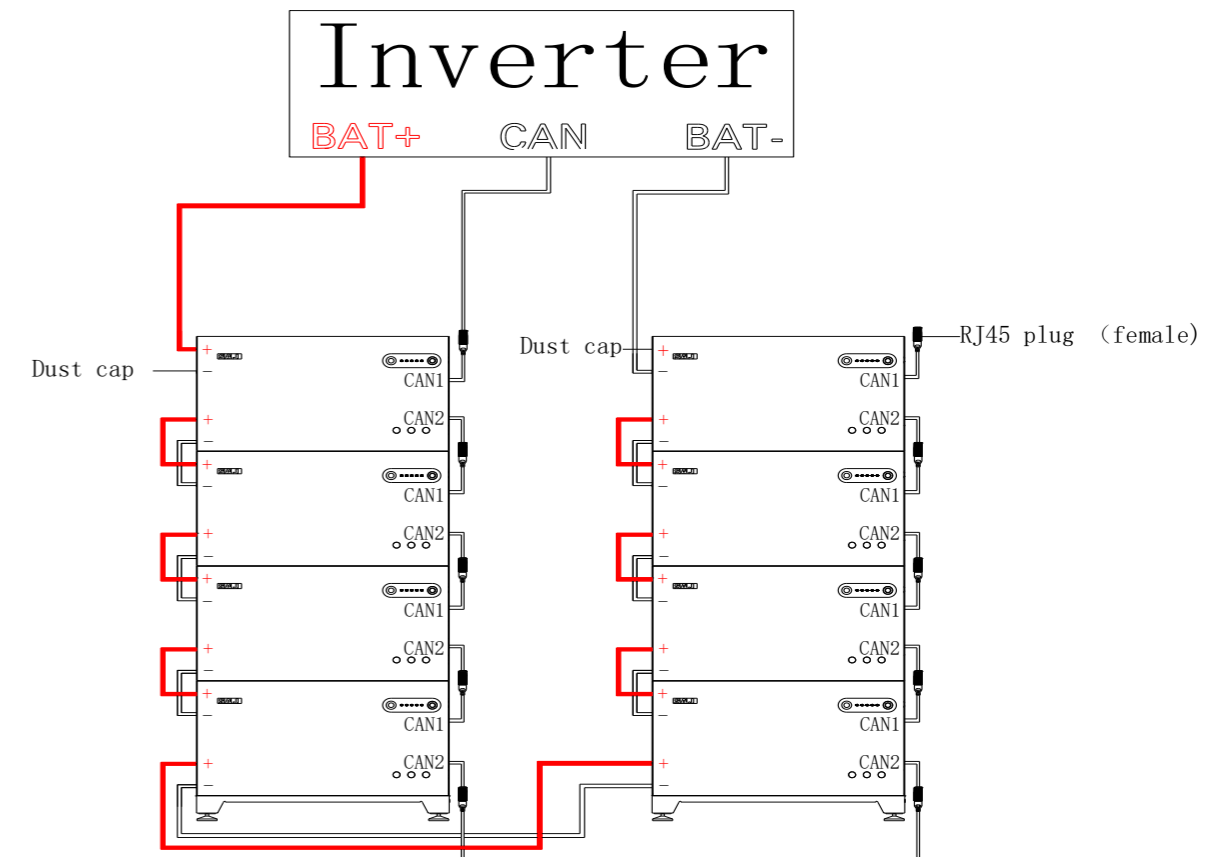 Inverter
BAT+ CAN BAT-
Dust cap
+
−
CAN1
+
CAN2
−
+
−
CAN1
+
CAN2
−
+
−
CAN1
+
CAN2
−
+
−
CAN1
+
CAN2
−
Dust cap
+
−
CAN1
RJ45 plug （female)
+
CAN2
−
+
−
CAN1
+
CAN2
−
+
−
CAN1
+
CAN2
−
+
−
CAN1
+
CAN2
−